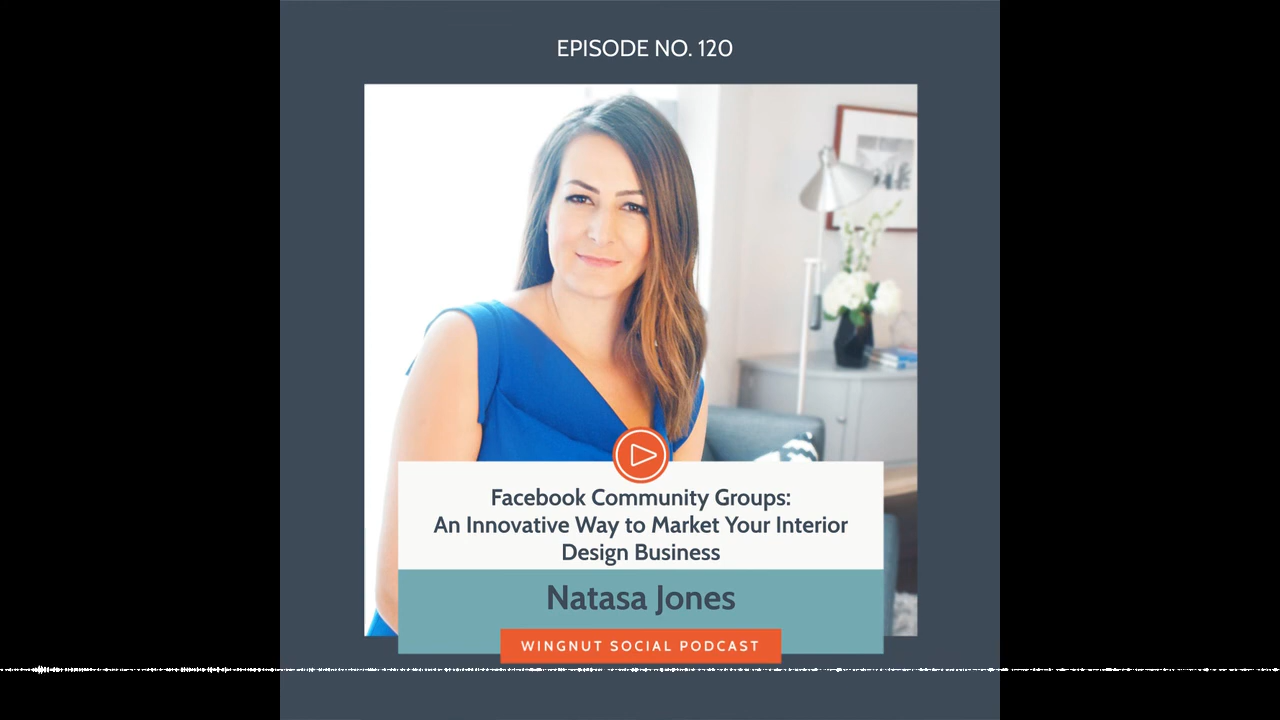 EPISODE NO. 120
Facebook Community Groups:
An Innovative Way to Market Your Interior
Design Business
Natasa Jones
WINGNUT SOCIAL PODCAST